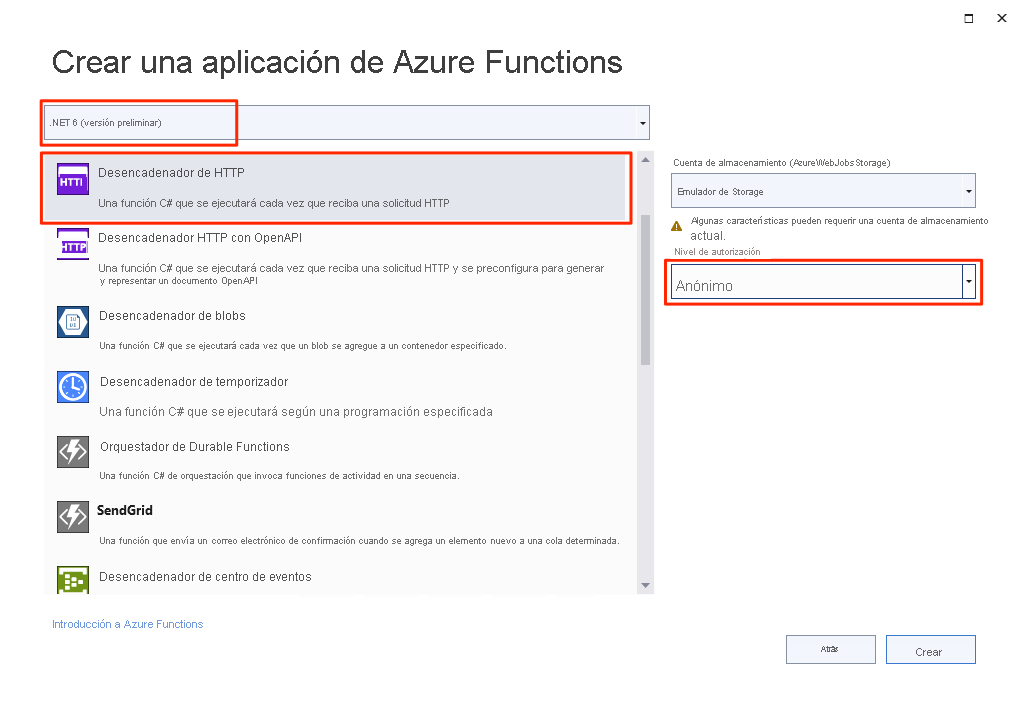 Crear una aplicación de Azure Functions
.NET 6 (versión preliminar)
HTTI
Desencadenador de HTTP
Una función C# que se ejecutará cada vez que reciba una solicitud HTTP
HTTP
Desencadenador HTTP con OpenAPI
Una función C# que se ejecutará cada vez que reciba una solicitud HTTP y se preconfigura para generar
y representar un documento OpenAPI
Desencadenador de blobs
Una función C# que se ejecutará cada vez que un blob se agregue a un contenedor especificado.
Desencadenador de temporizador
Una función C# que se ejecutará según una programación especificada
Orquestador de Durable Functions
Una función C# de orquestación que invoca funciones de actividad en una secuencia.
SendGrid
Una función que envía un correo electrónico de confirmación cuando se agrega un elemento nuevo a una cola determinada.
Desencadenador de centro de eventos
Cuenta de almacenamiento (AzureWebJobsStorage)
Emulador de Storage
Algunas características pueden requerir una cuenta de almacenamiento
actual.
Nivel de autorización
Anónimo
Introducción a Azure Functions
Atrás
Crear